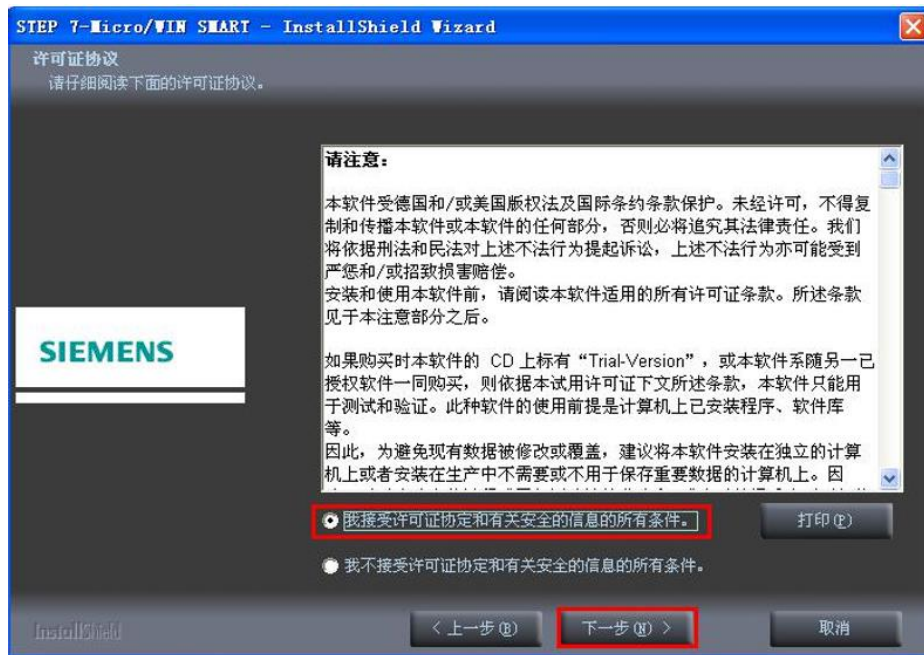 STEP 7-Micro/WIN SMART - InstallShield Wizard
许可证协议
请仔细阅读下面的许可证协议。
请注意：
本软件受德国和/或美国版权法及国际条约条款保护。未经许可，不得复
制和传播本软件或本软件的任何部分，否则必将追究其法律责任。我们
将依据刑法和民法对上述不法行为提起诉讼，上述不法行为亦可能受到
严惩和/或招致损害赔偿。
安装和使用本软件前，请阅读本软件适用的所有许可证条款。所述条款
见于本注意部分之后。
如果购买时本软件的 CD 上标有“Trial-Version”，或本软件系随另一已
授权软件一同购买，则依据本试用许可证下文所述条款，本软件只能用
于测试和验证。此种软件的使用前提是计算机上已安装程序、软件库
等。
因此，为避免现有数据被修改或覆盖，建议将本软件安装在独立的计算
机上或者安装在生产中不需要或不用于保存重要数据的计算机上。因
SIEMENS
我接受许可证协定和有关安全的信息的所有条件。
打印(P)
我不接受许可证协定和有关安全的信息的所有条件。
InstallShield
< 上一步(B)
下一步(N) >
取消